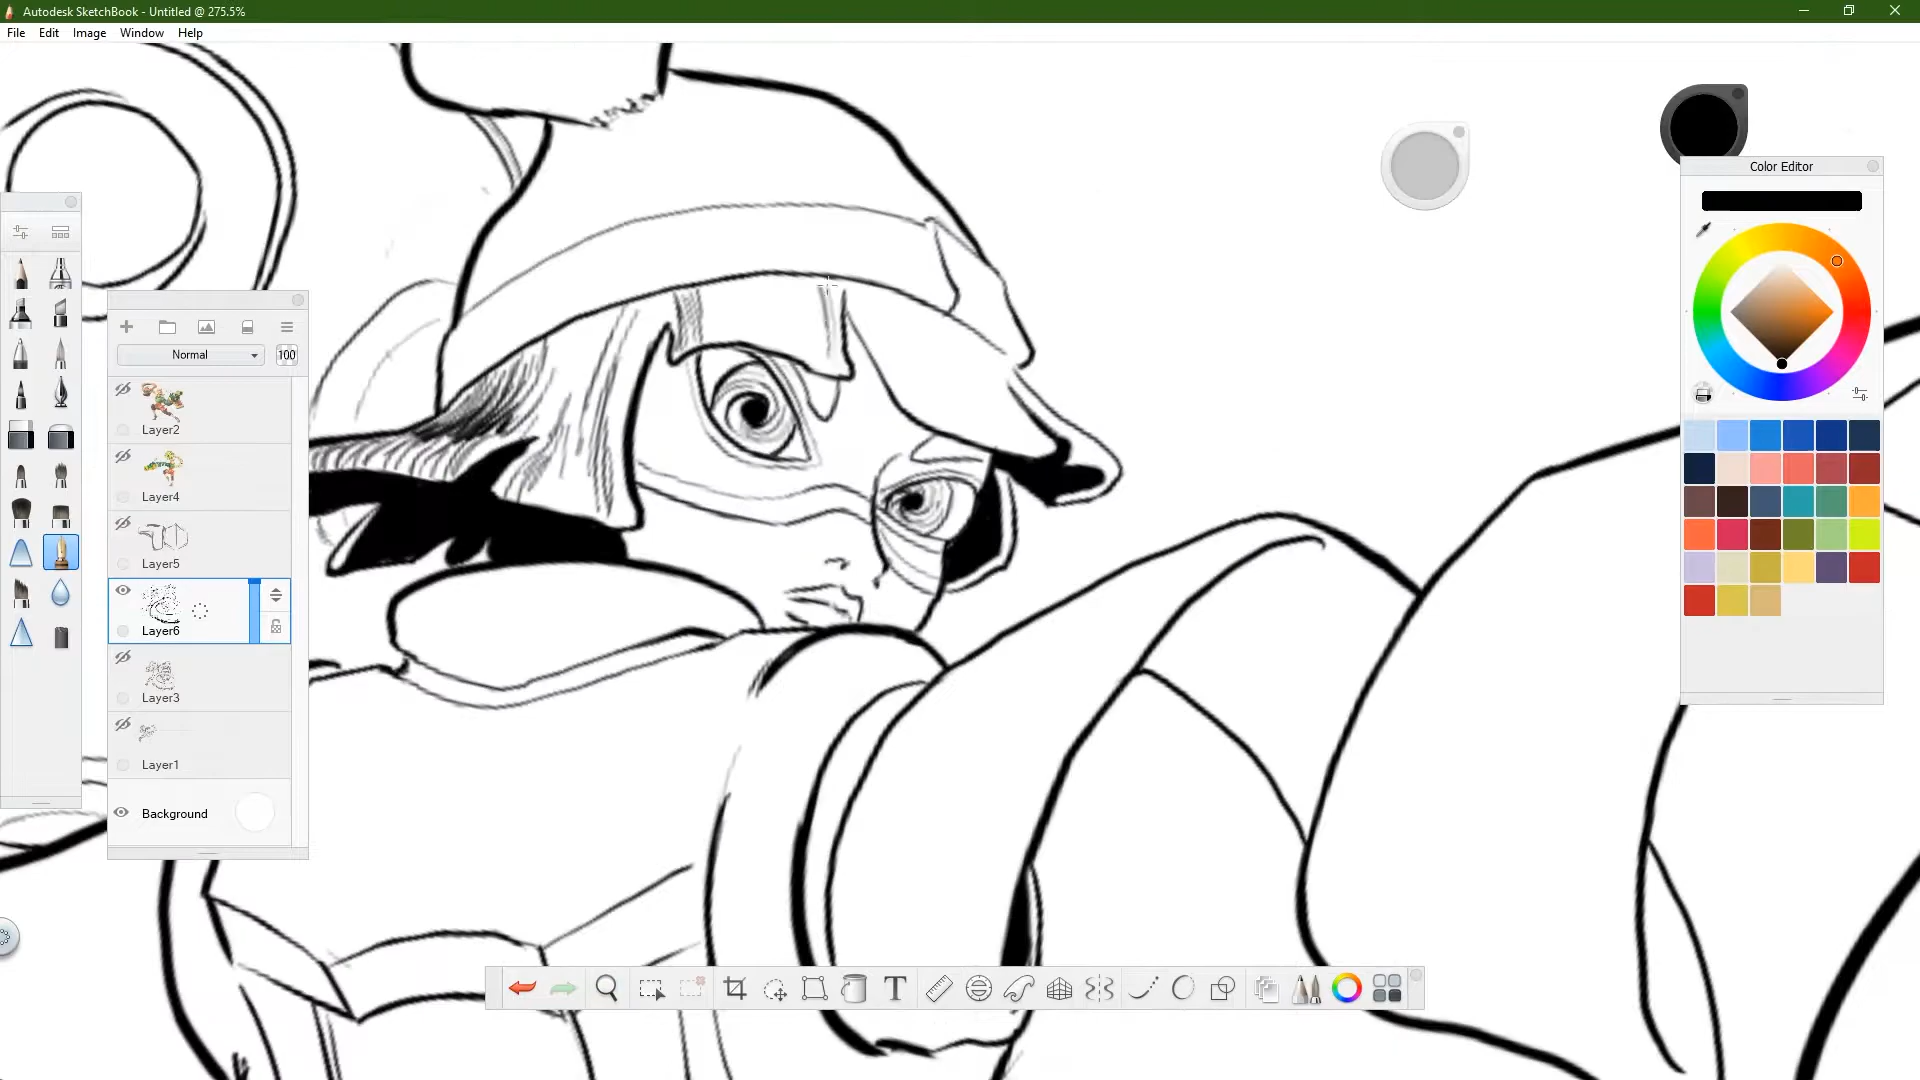 Autodesk SketchBook - Untitled @ 275.5%
File Edit Image Window Help
Color Editor
Normal 100
Layer2
Layer4
Layer5
Layer6
Layer3
Layer1
Background
T